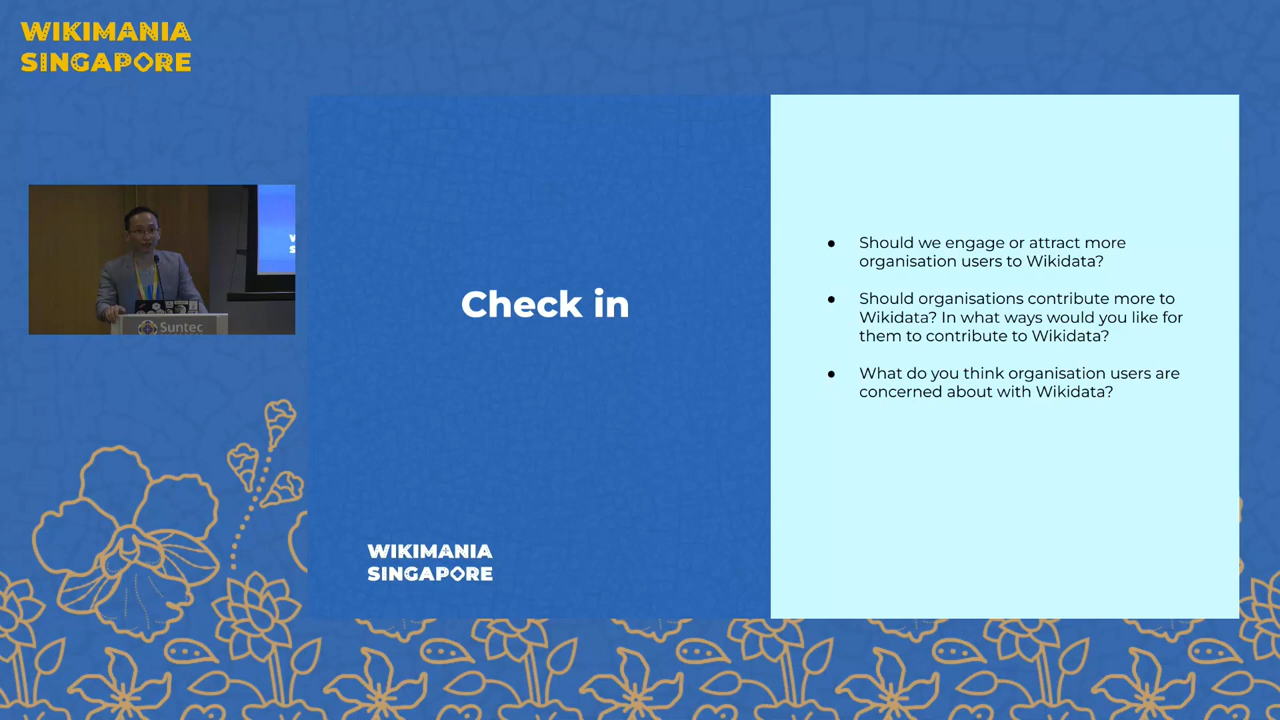 WIKIMANIA
SINGAPORE
Suntec
Check in
WIKIMANIA
SINGAPORE
● Should we engage or attract more
organisation users to Wikidata?
● Should organisations contribute more to
Wikidata? In what ways would you like for
them to contribute to Wikidata?
● What do you think organisation users are
concerned about with Wikidata?